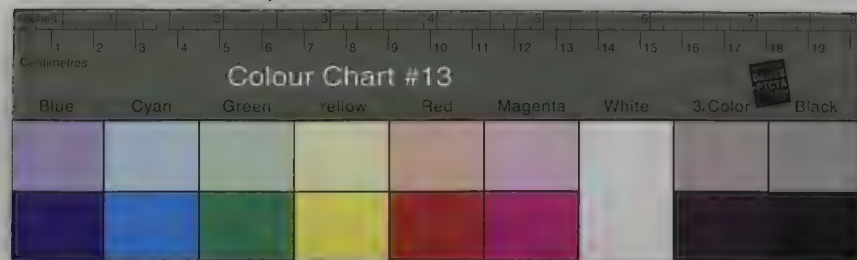 Inches 1 2 3 4 5 6 7 8
1 2 3 4 5 6 7 8 9 10 11 12 13 14 15 16 17 18 19
Centimetres
Colour Chart #13
Blue Cyan Green Yellow Red Magenta White 3/Color Black